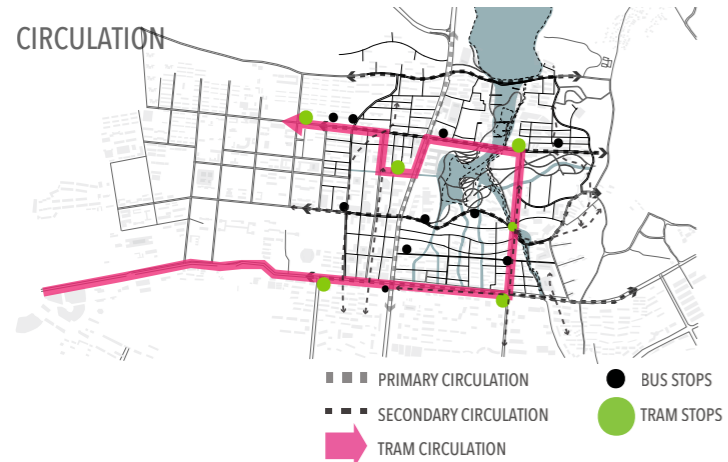 CIRCULATION
PRIMARY CIRCULATION
BUS STOPS
SECONDARY CIRCULATION
TRAM STOPS
TRAM CIRCULATION